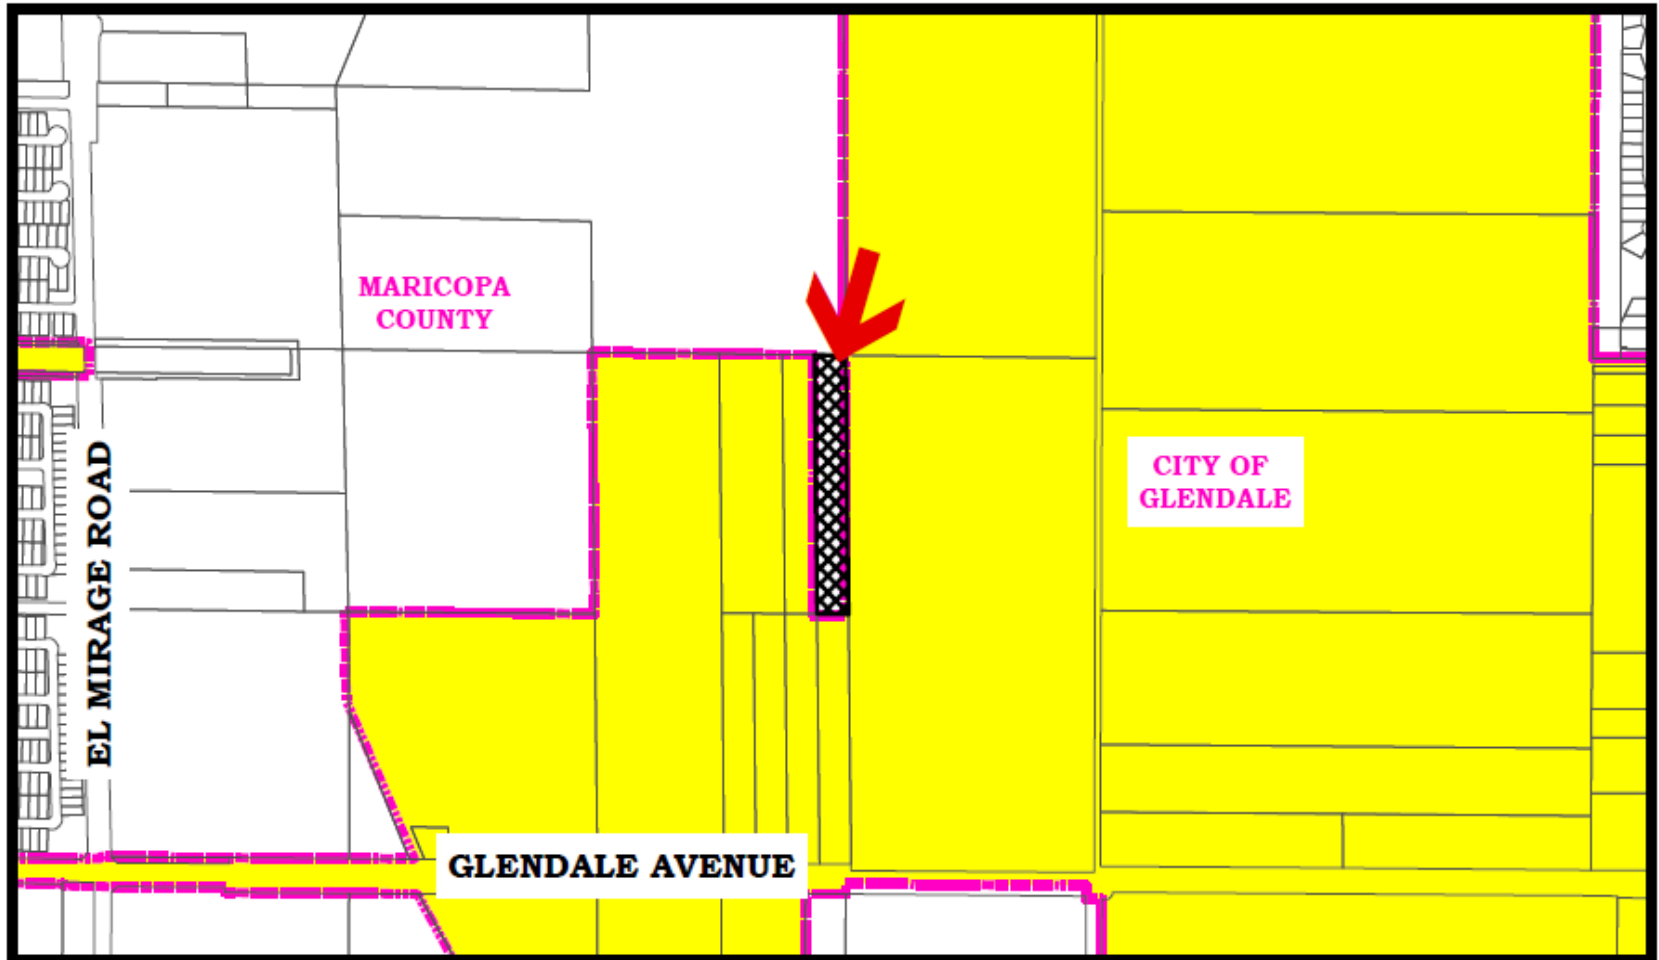 MARICOPA
COUNTY
CITY OF
GLENDALE
EL MIRAGE ROAD
GLENDALE AVENUE